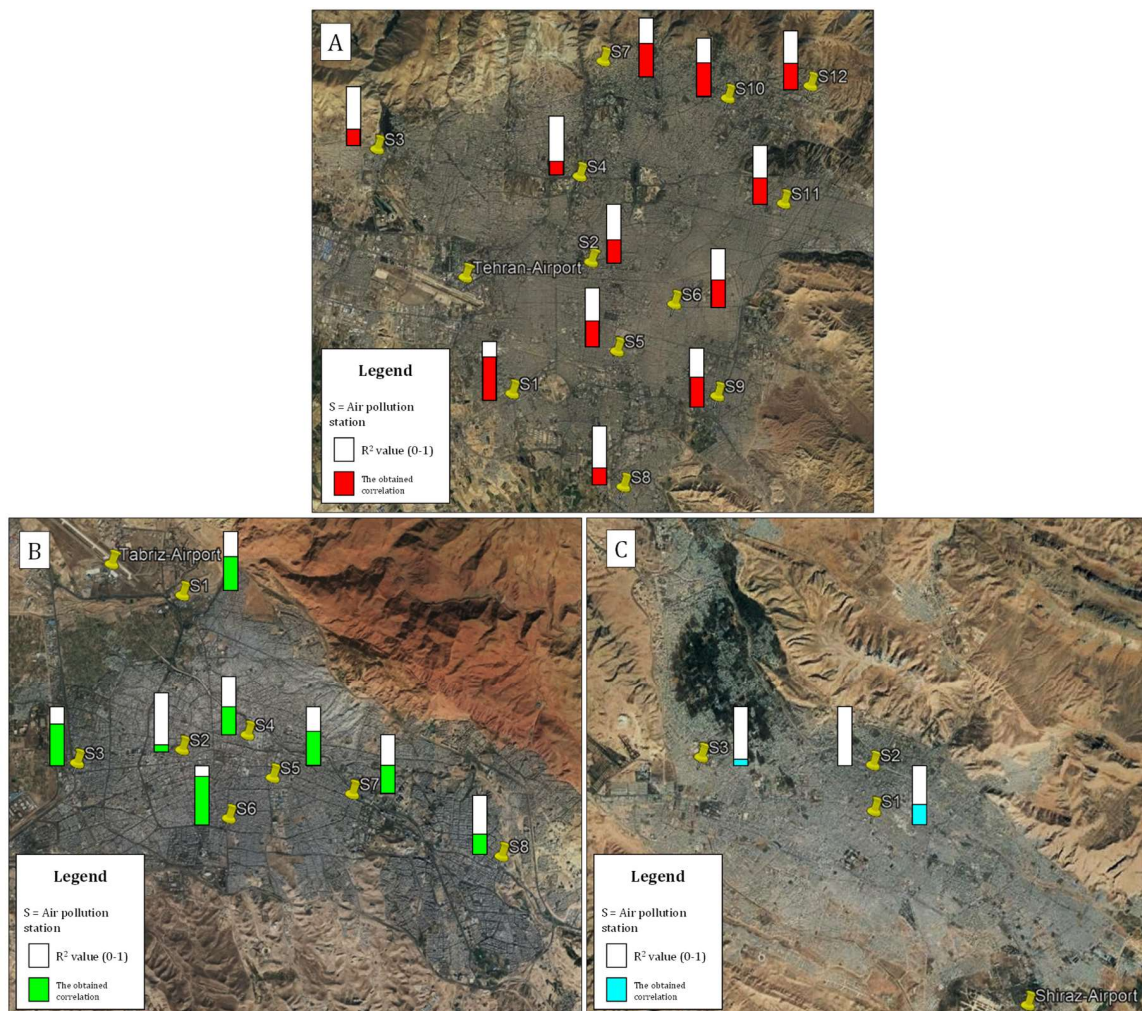 A
S7
S10
S12
S3
S4
S11
S2
Tehran-Airport
S6
S5
S1
S9
S8
Legend
S = Air pollution
station
R² value (0-1)
The obtained
correlation
B
Tabriz-Airport
S1
S4
S2
S3
S5
S7
S6
S8
Legend
S = Air pollution
station
R² value (0-1)
The obtained
correlation
C
S3
S2
S1
Legend
S = Air pollution
station
R² value (0-1)
The obtained
correlation
Shiraz-Airport